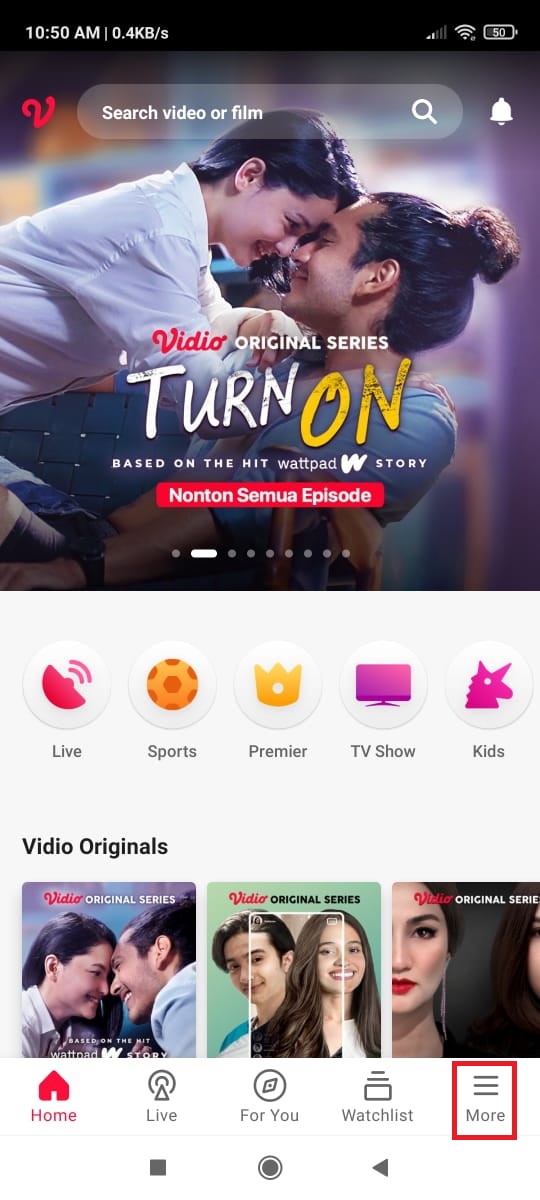 10:50 AM | 0.4KB/s
50
Search video or film
Vidio ORIGINAL SERIES
TURN ON
BASED ON THE HIT wattpad W STORY
Nonton Semua Episode
Live
Sports
Premier
TV Show
Kids
Vidio Originals
Vidio ORIGINAL SERIES
Vidio ORIGINAL SERIES
Vidio ORIGINAL SERIE
BASED ON THE HIT
wattpad W STORY
Home
Live
For You
Watchlist
More